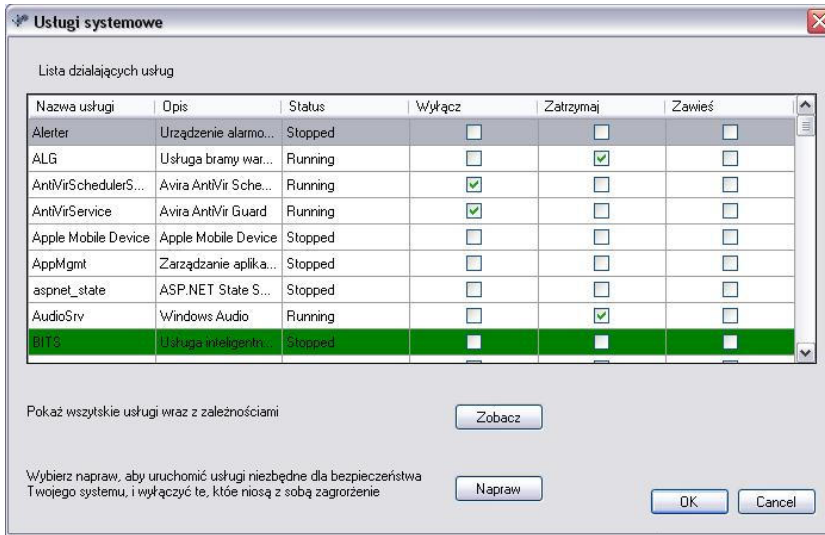 Usługi systemowe
Lista dzialających usług
Nazwa usługi Opis Status Wyłącz Zatrzymaj Zawieś
Alerter Urządzenie alarmo... Stopped
ALG Usługa bramy war... Running
AntiVirSchedulerS... Avira AntiVir Sche... Running
AntiVirService Avira AntiVir Guard Running
Apple Mobile Device Apple Mobile Device Stopped
AppMgmt Zarządzanie aplika... Stopped
aspnet_state ASP.NET State S... Stopped
AudioSrv Windows Audio Running
BITS Usługa inteligentn... Stopped
Pokaż wszytskie usługi wraz z zależnościami
Zobacz
Wybierz napraw, aby uruchomić usługi niezbędne dla bezpieczeństwa
Twojego systemu, i wyłączyć te, któe niosą z sobą zagrorżenie
Napraw
OK Cancel